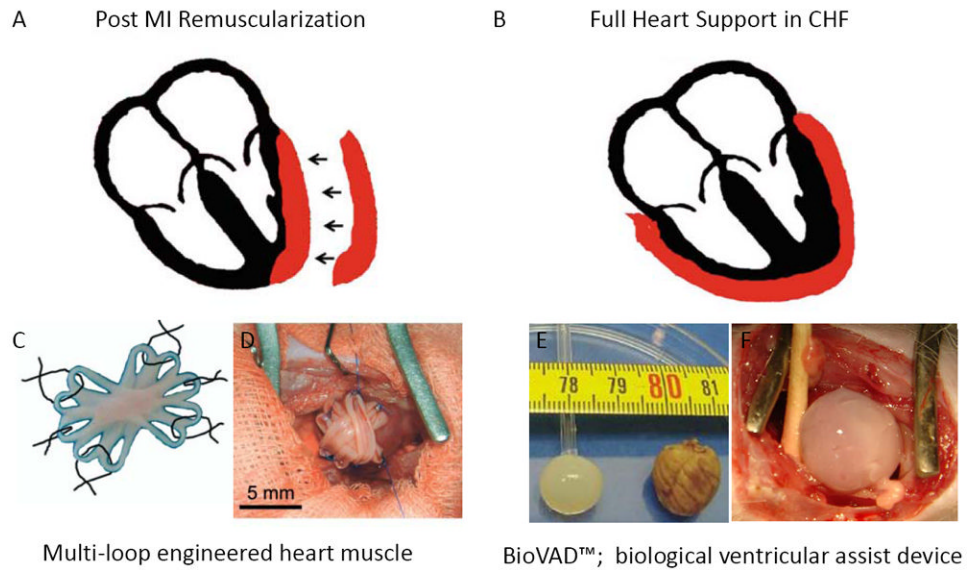 A
Post MI Remuscularization
B
Full Heart Support in CHF
C
D
5 mm
E
78 79 80 81
F
Multi-loop engineered heart muscle
BioVAD™; biological ventricular assist device